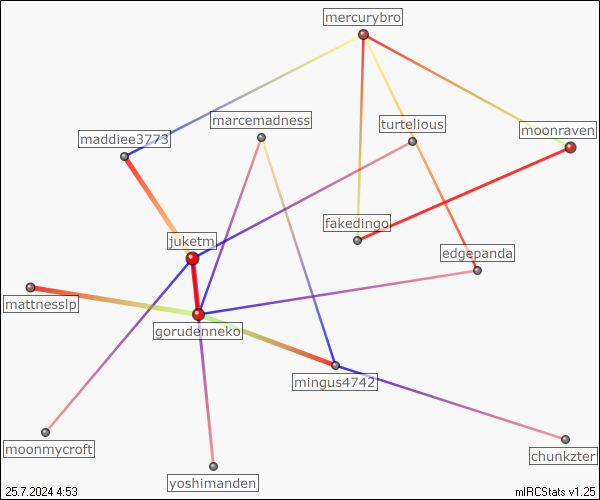 mercurybro
marcemadness
turtelious
moonraven
maddiee3773
fakedingo
juketm
edgepanda
mattnesslp
gorudenneko
mingus4742
moonmycroft
chunkzter
yoshimanden
25.7.2024 4:53
mIRCStats v1.25